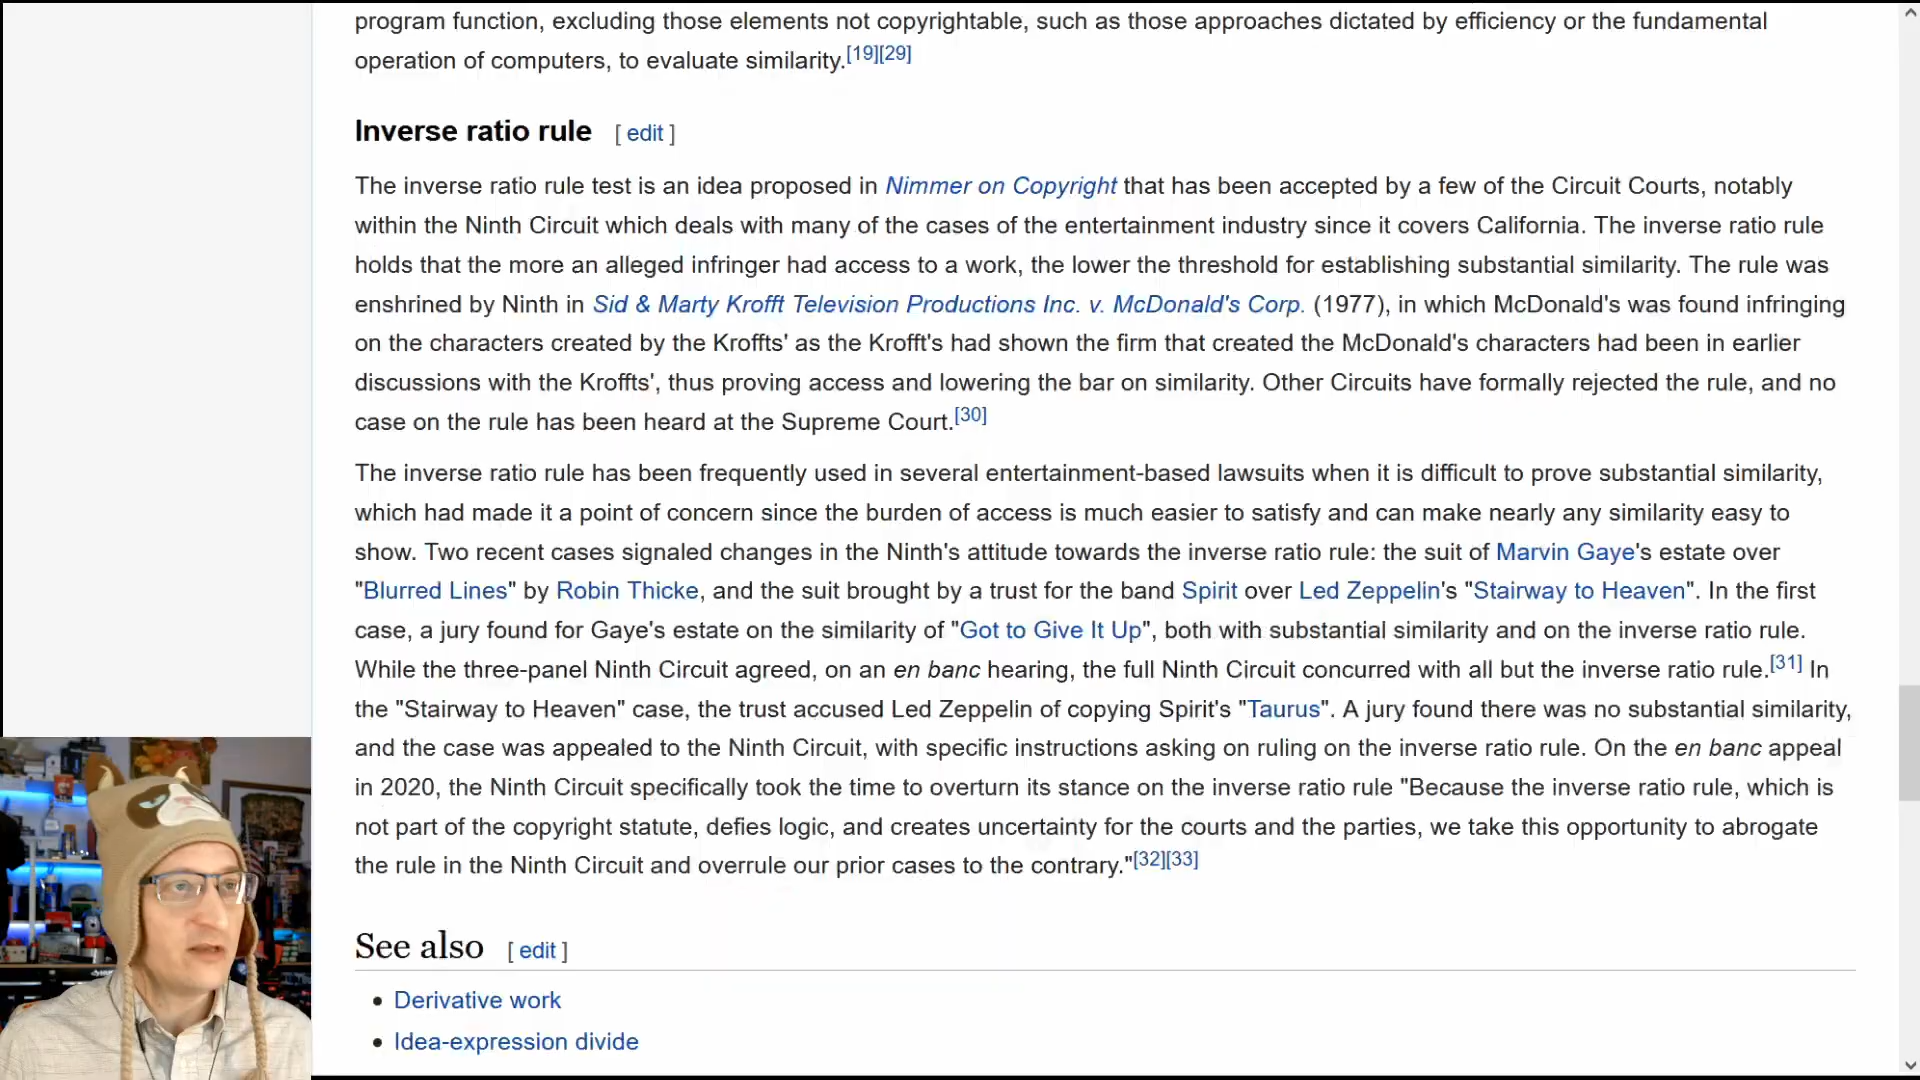 program function, excluding those elements not copyrightable, such as those approaches dictated by efficiency or the fundamental
operation of computers, to evaluate similarity.[19][29]
Inverse ratio rule [ edit ]
The inverse ratio rule test is an idea proposed in Nimmer on Copyright that has been accepted by a few of the Circuit Courts, notably
within the Ninth Circuit which deals with many of the cases of the entertainment industry since it covers California. The inverse ratio rule
holds that the more an alleged infringer had access to a work, the lower the threshold for establishing substantial similarity. The rule was
enshrined by Ninth in Sid & Marty Krofft Television Productions Inc. v. McDonald's Corp. (1977), in which McDonald's was found infringing
on the characters created by the Kroffts' as the Krofft's had shown the firm that created the McDonald's characters had been in earlier
discussions with the Kroffts', thus proving access and lowering the bar on similarity. Other Circuits have formally rejected the rule, and no
case on the rule has been heard at the Supreme Court.[30]
The inverse ratio rule has been frequently used in several entertainment-based lawsuits when it is difficult to prove substantial similarity,
which had made it a point of concern since the burden of access is much easier to satisfy and can make nearly any similarity easy to
show. Two recent cases signaled changes in the Ninth's attitude towards the inverse ratio rule: the suit of Marvin Gaye's estate over
"Blurred Lines" by Robin Thicke, and the suit brought by a trust for the band Spirit over Led Zeppelin's "Stairway to Heaven". In the first
case, a jury found for Gaye's estate on the similarity of "Got to Give It Up", both with substantial similarity and on the inverse ratio rule.
While the three-panel Ninth Circuit agreed, on an en banc hearing, the full Ninth Circuit concurred with all but the inverse ratio rule.[31] In
the "Stairway to Heaven" case, the trust accused Led Zeppelin of copying Spirit's "Taurus". A jury found there was no substantial similarity,
and the case was appealed to the Ninth Circuit, with specific instructions asking on ruling on the inverse ratio rule. On the en banc appeal
in 2020, the Ninth Circuit specifically took the time to overturn its stance on the inverse ratio rule "Because the inverse ratio rule, which is
not part of the copyright statute, defies logic, and creates uncertainty for the courts and the parties, we take this opportunity to abrogate
the rule in the Ninth Circuit and overrule our prior cases to the contrary."[32][33]
See also [ edit ]
• Derivative work
• Idea-expression divide